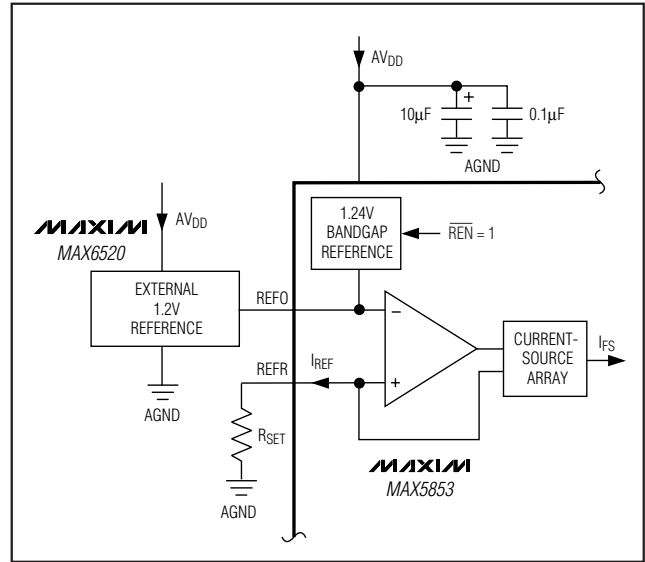 AVDD
+
10µF
0.1µF
AGND
MAXIM
MAX6520
AVDD
1.24V
BANDGAP
REFERENCE
REN = 1
EXTERNAL
1.2V
REFERENCE
REFO
−
CURRENT-
SOURCE
ARRAY
IFS
REFR
IREF
+
RSET
AGND
AGND
MAXIM
MAX5853